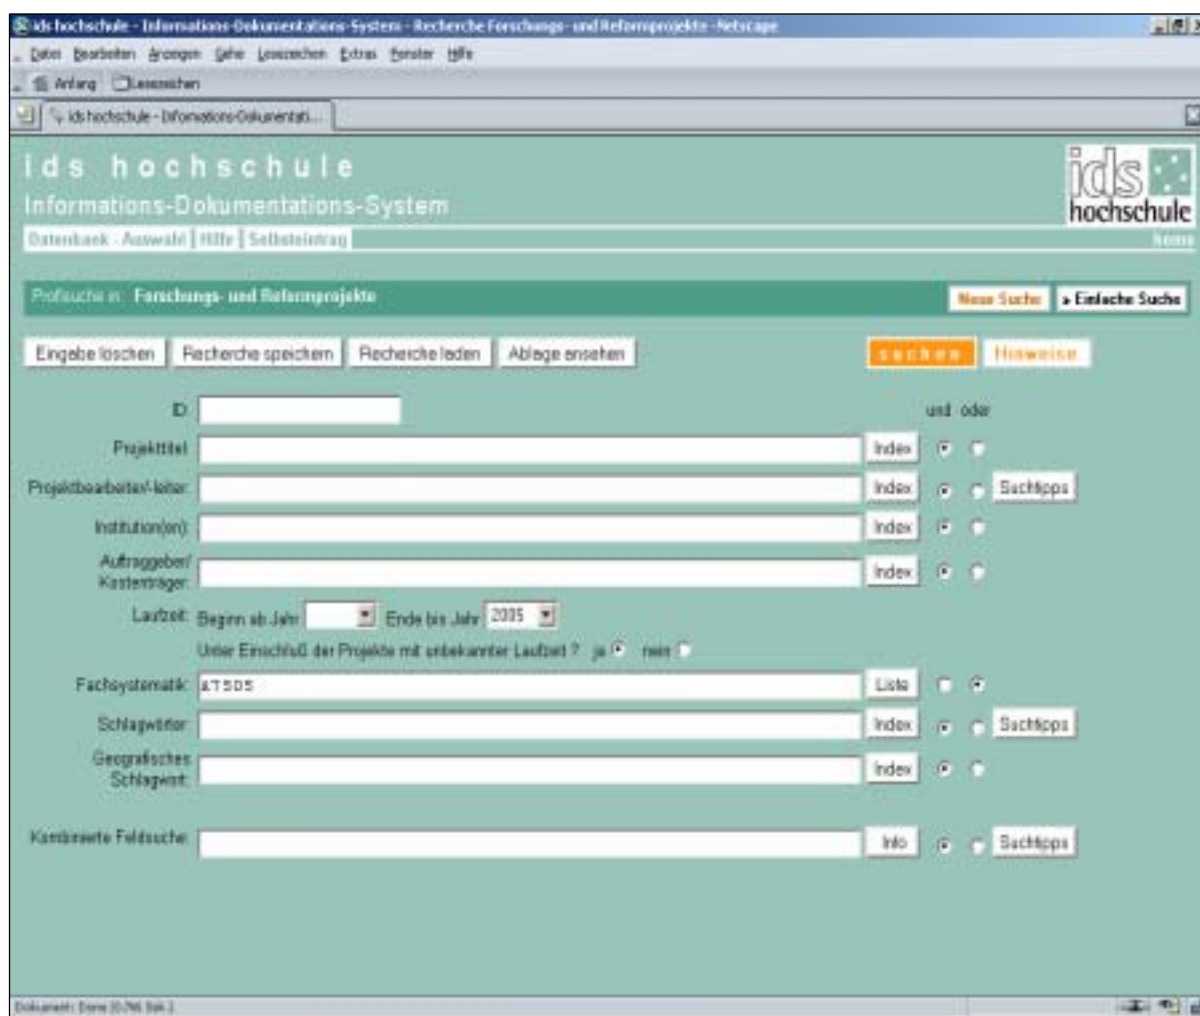 ids hochschule - Informations-Dokumentations-System - Recherche Forschungs- und Reformprojekte - Netscape
Datei Bearbeiten Anzeigen Gehe Lesezeichen Extras Fenster Hilfe
Anfang Lesezeichen
ids hochschule - Informations-Dokumentati...
ids hochschule
Informations-Dokumentations-System
ids hochschule
Datenbank - Auswahl Hilfe Selbsteintrag home
Profisuche in: Forschungs- und Reformprojekte Neue Suche » Einfache Suche
Eingabe löschen Recherche speichern Recherche laden Ablage ansehen suchen Hinweise
ID: und oder
Projekttitel: Index
Projektbearbeiter/-leiter: Index Suchtipps
Institution(en): Index
Auftraggeber/
Kostenträger: Index
Laufzeit: Beginn ab Jahr Ende bis Jahr 2005
Unter Einschluß der Projekte mit unbekannter Laufzeit ? ja nein
Fachsystematik: Liste
Schlagwörter: Index Suchtipps
Geografisches
Schlagwort: Index
Kombinierte Feldsuche: Info Suchtipps
Dokument: Done